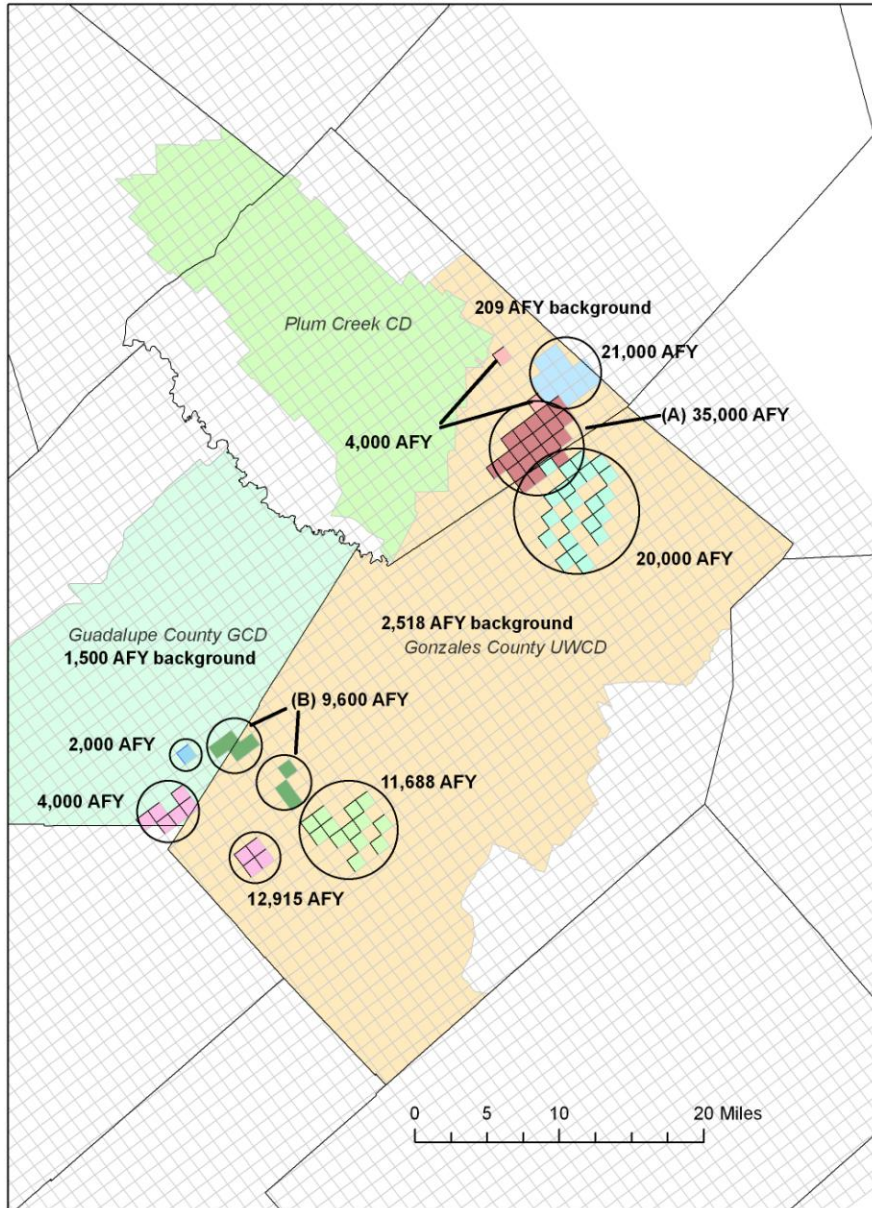 209 AFY background
Plum Creek CD
21,000 AFY
(A) 35,000 AFY
4,000 AFY
20,000 AFY
2,518 AFY background
Gonzales County UWCD
Guadalupe County GCD
1,500 AFY background
(B) 9,600 AFY
2,000 AFY
11,688 AFY
4,000 AFY
12,915 AFY
0 5 10 20 Miles